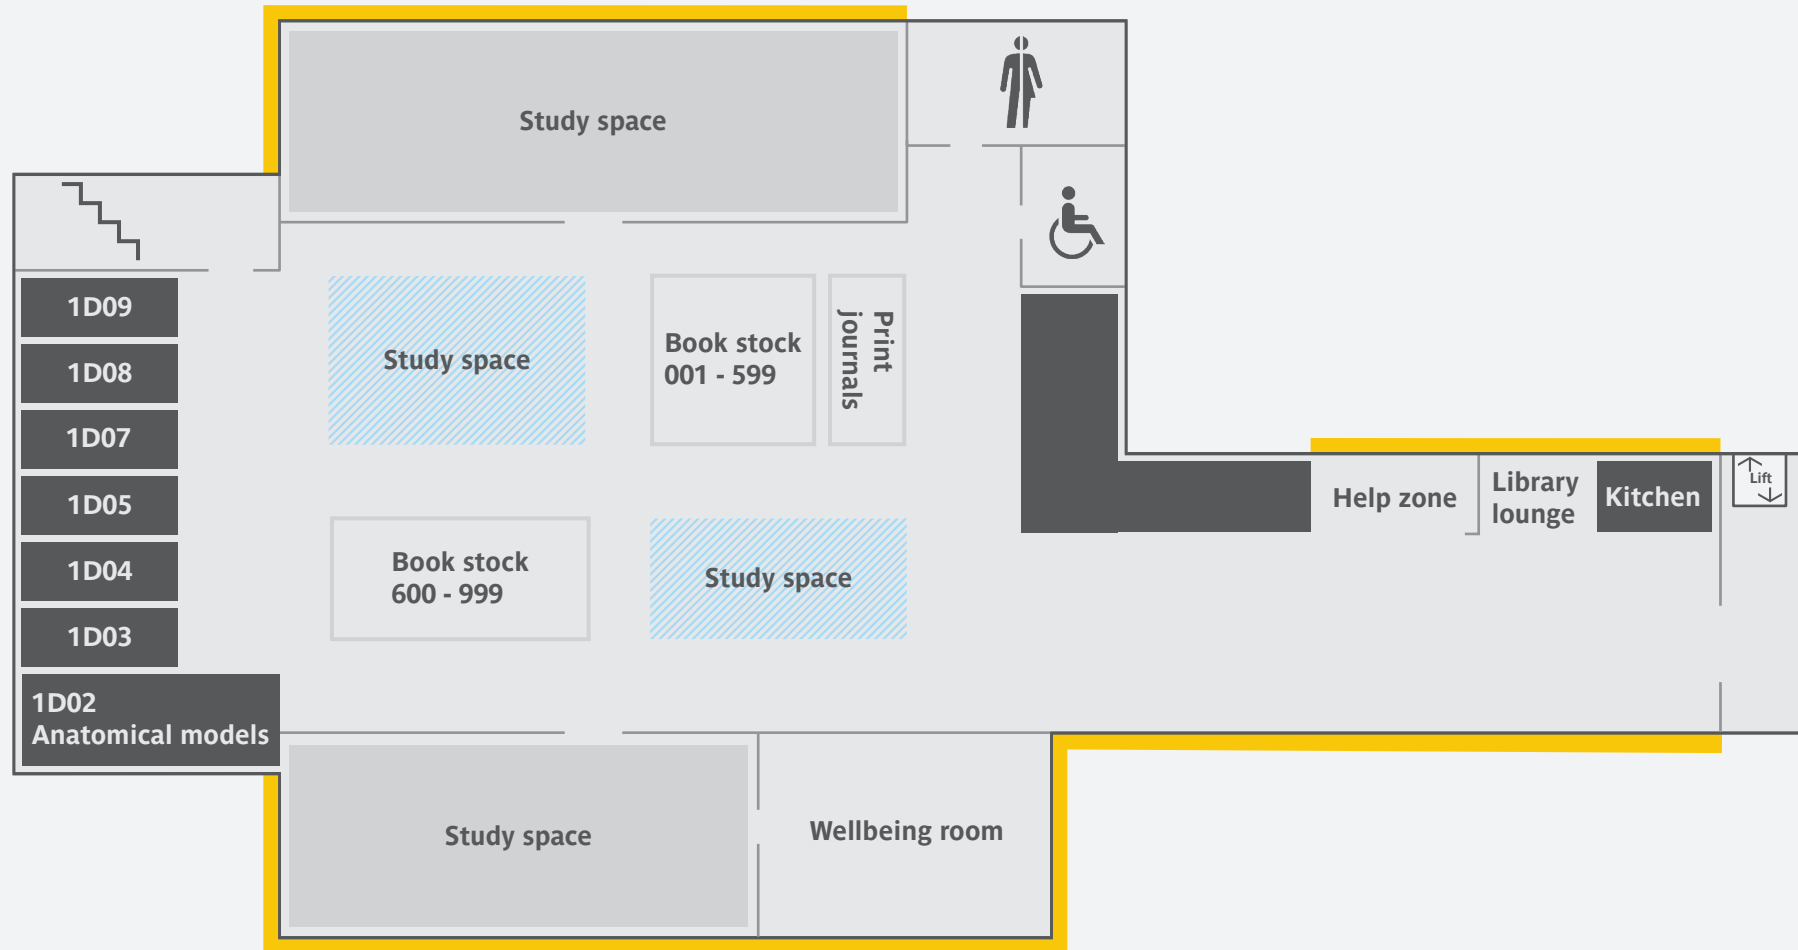 Study space
1D09
1D08
1D07
1D05
1D04
1D03
1D02
Anatomical models
Study space
Book stock
001 - 599
Print
journals
Book stock
600 - 999
Study space
Help zone
Library
lounge
Kitchen
Lift
Study space
Wellbeing room